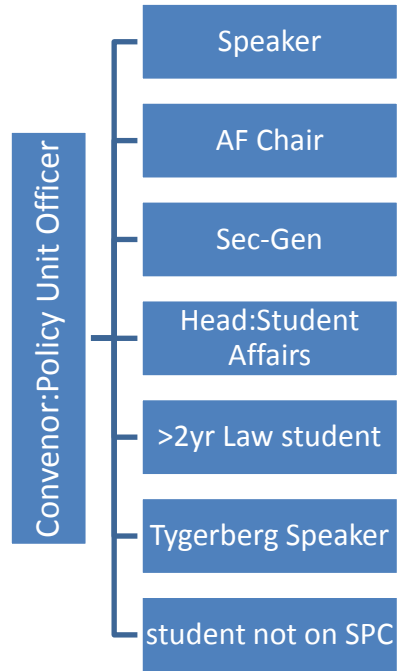 Convenor:Policy Unit Officer
Speaker
AF Chair
Sec-Gen
Head:Student
Affairs
>2yr Law student
Tygerberg Speaker
student not on SPC